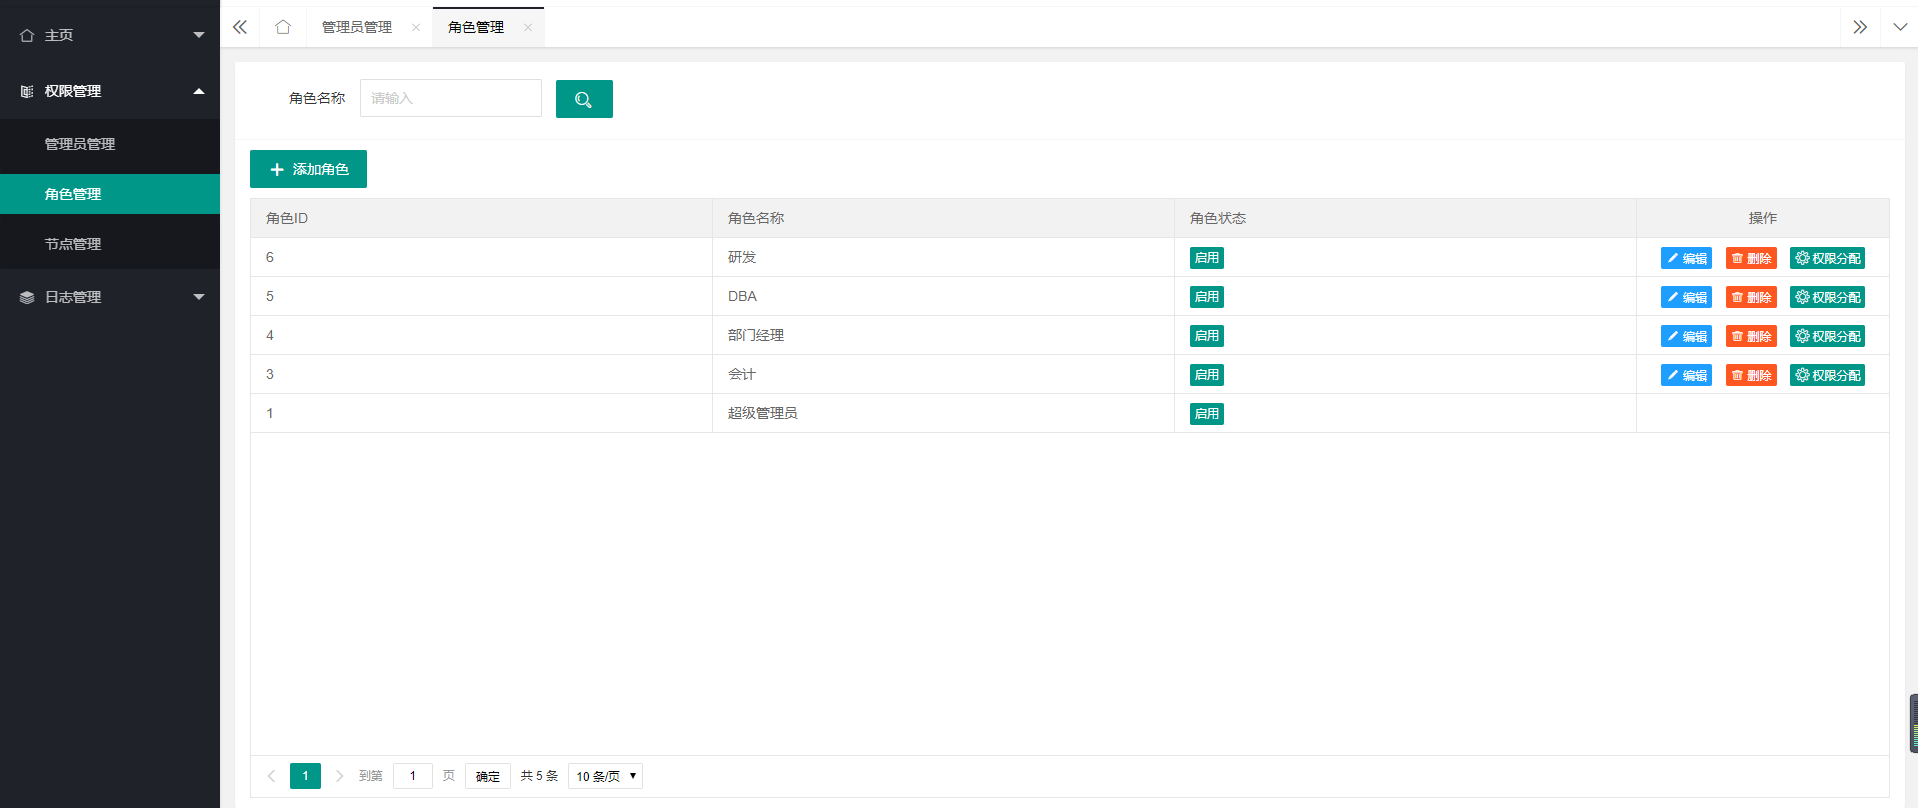 主页
权限管理
管理员管理
角色管理
节点管理
日志管理
管理员管理
角色管理
角色名称 请输入
添加角色
角色ID 角色名称 角色状态 操作
6 研发 启用 编辑 删除 权限分配
5 DBA 启用 编辑 删除 权限分配
4 部门经理 启用 编辑 删除 权限分配
3 会计 启用 编辑 删除 权限分配
1 超级管理员 启用
1 到第 1 页 确定 共 5 条 10 条/页